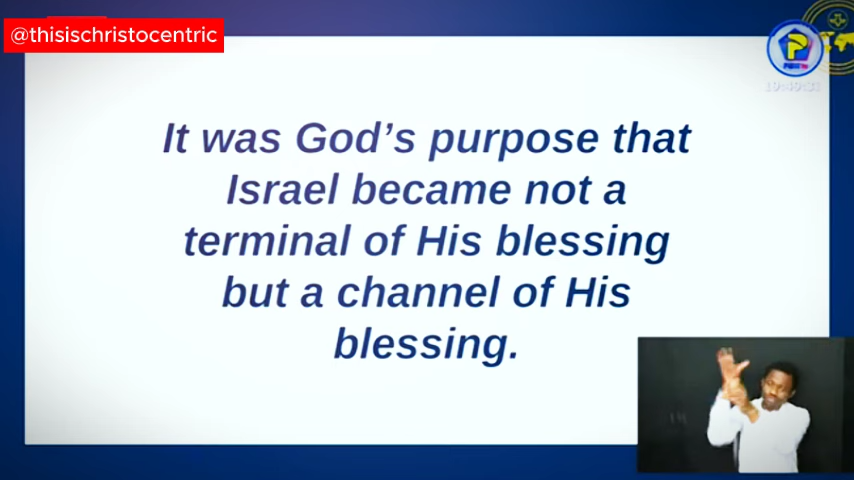 @thisischristocentric
It was God's purpose that
Israel became not a
terminal of His blessing
but a channel of His
blessing.